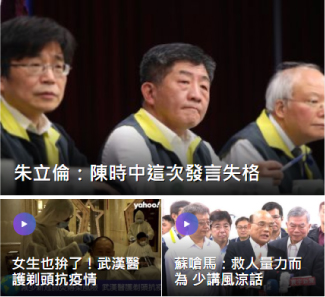 朱立倫：陳時中這次發言失格
yahoo!
女生也拚了！武漢醫
護剃頭抗疫情
蘇嗆馬：救人量力而
為 少講風涼話